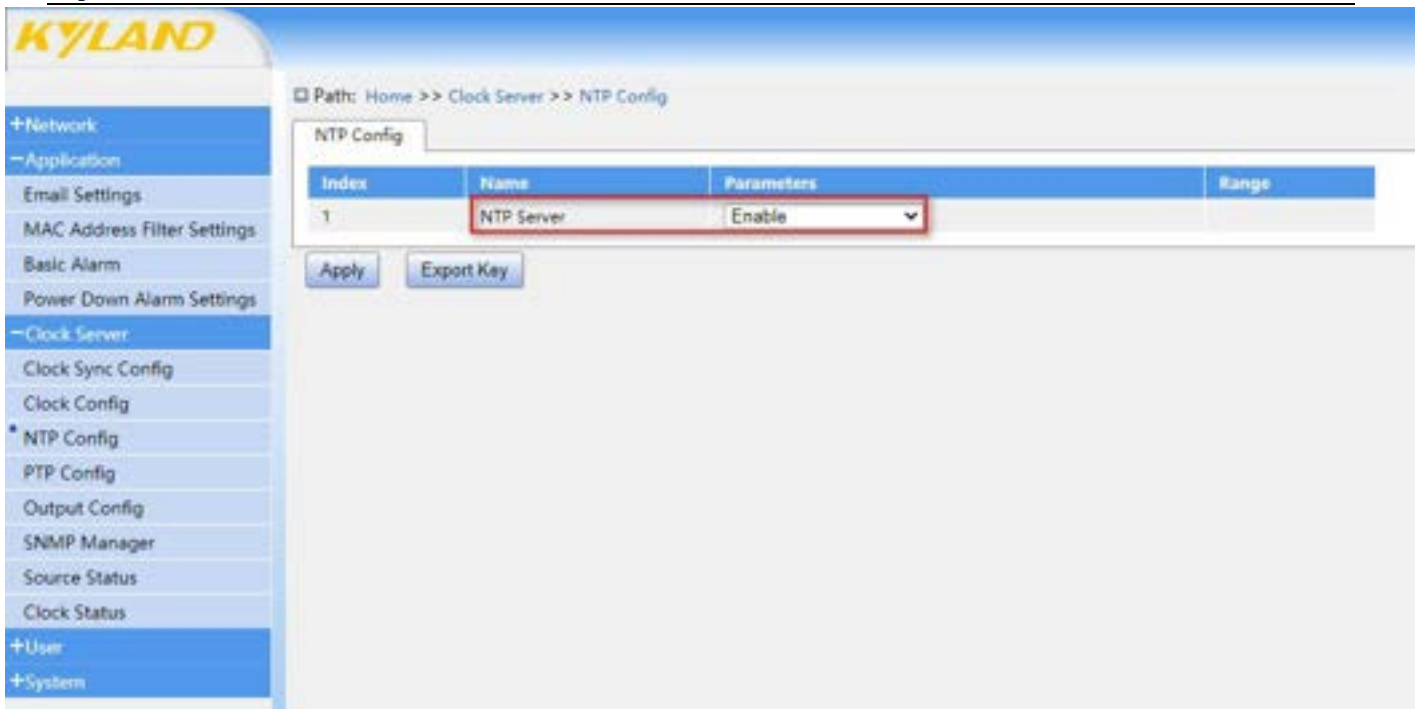 KYLAND
Path: Home >> Clock Server >> NTP Config
+Network
-Application
Email Settings
MAC Address Filter Settings
Basic Alarm
Power Down Alarm Settings
-Clock Server
Clock Sync Config
Clock Config
NTP Config
PTP Config
Output Config
SNMP Manager
Source Status
Clock Status
+User
+System
NTP Config
Index Name Parameters Range
1 NTP Server Enable
Apply Export Key